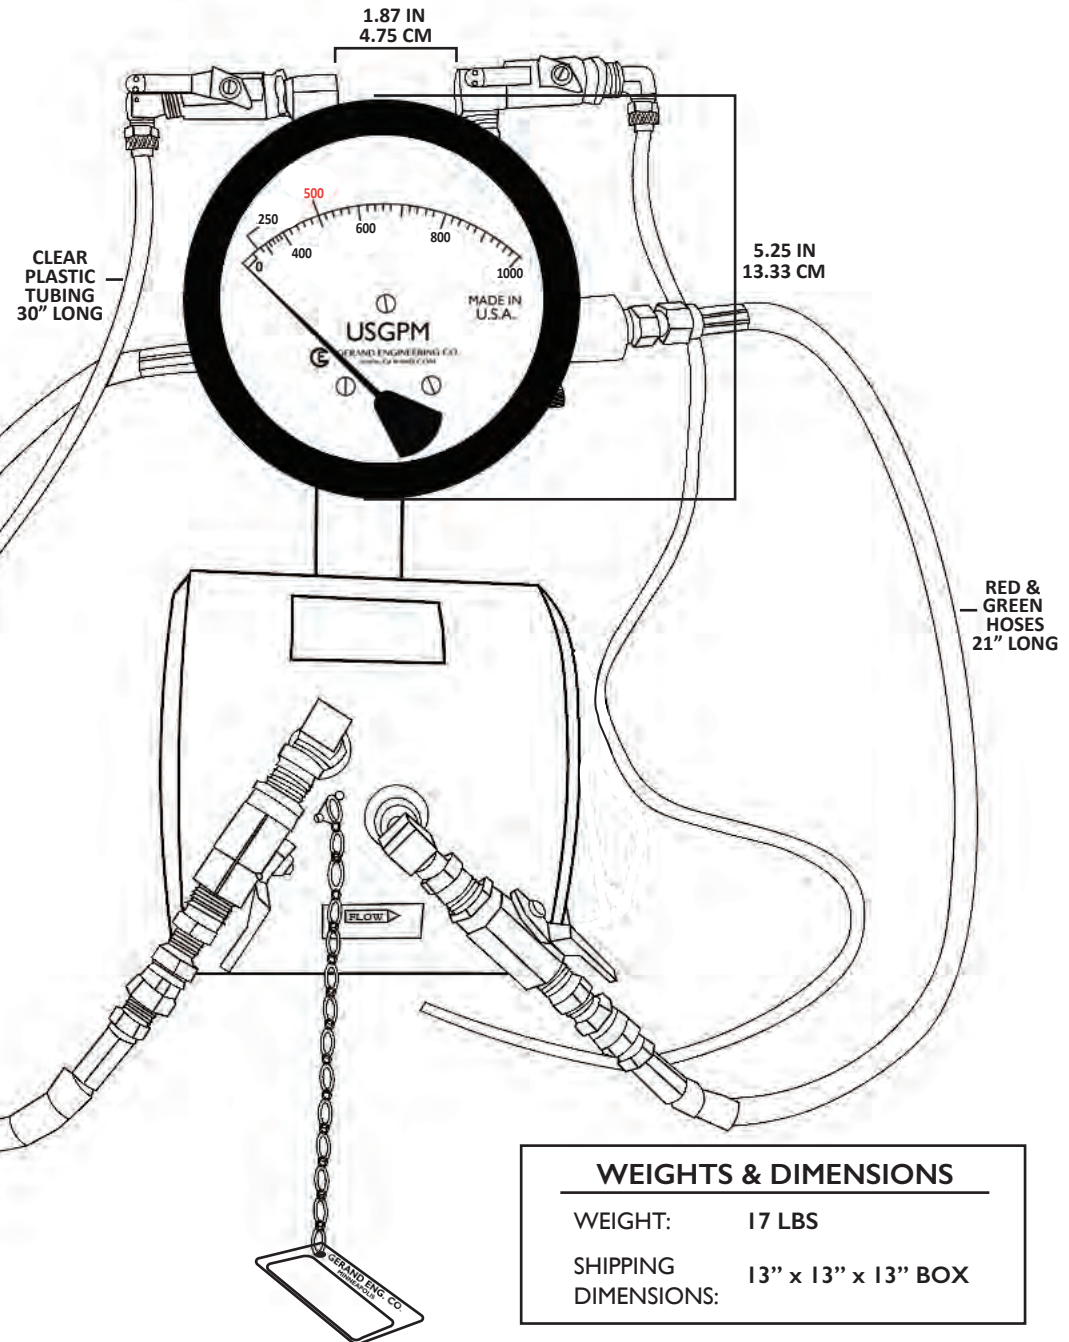 1.87 IN
4.75 CM
500
250
600
800
400
0
1000
CLEAR
PLASTIC
TUBING
30” LONG
5.25 IN
13.33 CM
MADE IN
U.S.A.
USGPM
GERAND ENGINEERING CO.
RED &
GREEN
HOSES
21” LONG
FLOW
GERAND ENG. CO.
MINNEAPOLIS
WEIGHTS & DIMENSIONS
WEIGHT: 17 LBS
SHIPPING
DIMENSIONS: 13” x 13” x 13” BOX